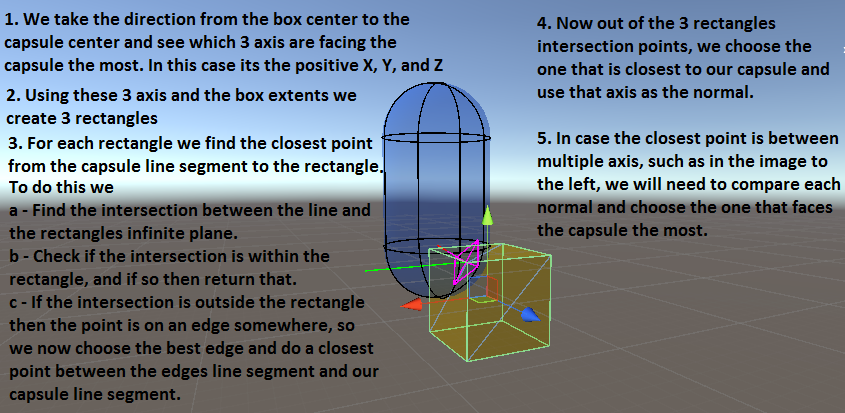 1. We take the direction from the box center to the
capsule center and see which 3 axis are facing the
capsule the most. In this case its the positive X, Y, and Z
2. Using these 3 axis and the box extents we
create 3 rectangles
3. For each rectangle we find the closest point
from the capsule line segment to the rectangle.
To do this we
a - Find the intersection between the line and
the rectangles infinite plane.
b - Check if the intersection is within the
rectangle, and if so then return that.
c - If the intersection is outside the rectangle
then the point is on an edge somewhere, so
we now choose the best edge and do a closest
point between the edges line segment and our
capsule line segment.
4. Now out of the 3 rectangles
intersection points, we choose the
one that is closest to our capsule and
use that axis as the normal.
5. In case the closest point is between
multiple axis, such as in the image to
the left, we will need to compare each
normal and choose the one that faces
the capsule the most.